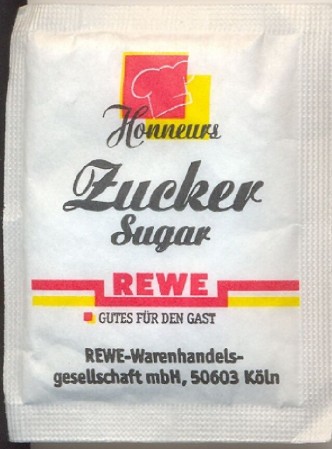 Honneurs
Zucker
Sugar
REWE
GUTES FÜR DEN GAST
REWE-Warenhandels-
gesellschaft mbH, 50603 Köln